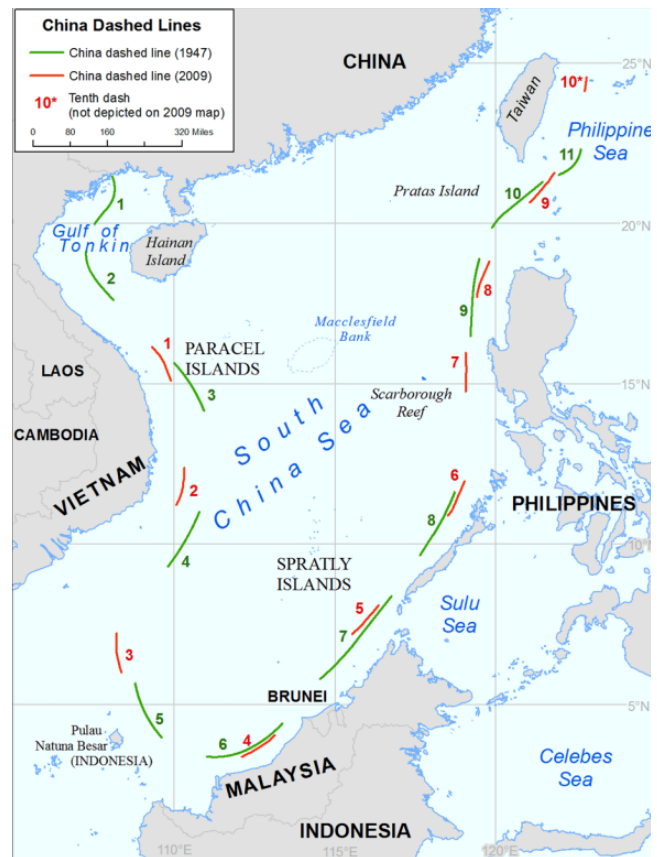 China Dashed Lines
China dashed line (1947)
China dashed line (2009)
10* Tenth dash
(not depicted on 2009 map)
0 80 160 320 Miles
CHINA
25°N
Taiwan
10*
Philippine
Sea
11
1
Pratas Island
10
9
20°N
Gulf of
Tonkin
Hainan
Island
2
8
9
Macclesfield
Bank
1
PARACEL
ISLANDS
7
LAOS
3
Scarborough
Reef
15°N
CAMBODIA
South
China Sea
VIETNAM
2
6
PHILIPPINES
8
4
10°N
SPRATLY
ISLANDS
5
Sulu
Sea
7
3
BRUNEI
5
5°N
Pulau
Natuna Besar
(INDONESIA)
6
4
MALAYSIA
Celebes
Sea
INDONESIA
110°E
120°E